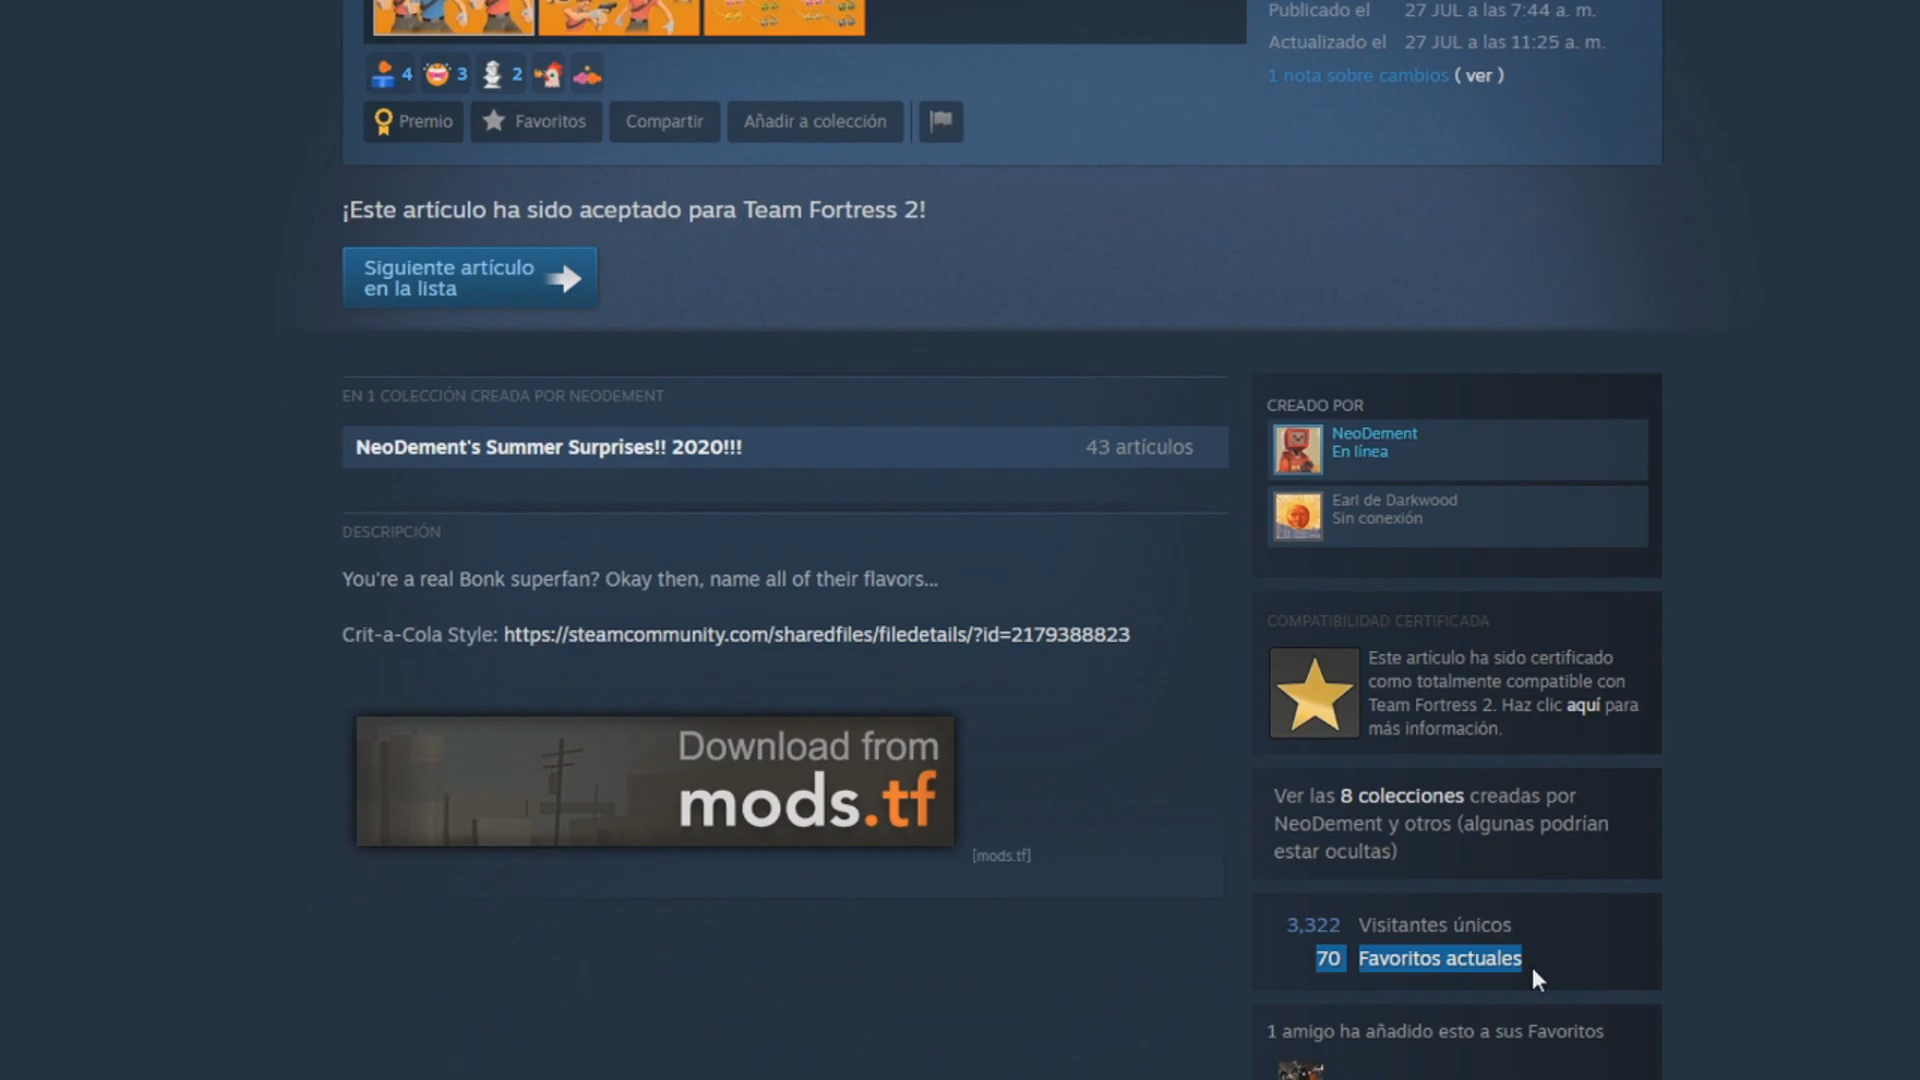 Publicado el 27 JUL a las 7:44 a. m.
Actualizado el 27 JUL a las 11:25 a. m.
1 nota sobre cambios ( ver )
4 3 2
Premio Favoritos Compartir Añadir a colección
¡Este artículo ha sido aceptado para Team Fortress 2!
Siguiente artículo
en la lista
EN 1 COLECCIÓN CREADA POR NEODEMENT
NeoDement's Summer Surprises!! 2020!!! 43 artículos
DESCRIPCIÓN
You're a real Bonk superfan? Okay then, name all of their flavors...
Crit-a-Cola Style: https://steamcommunity.com/sharedfiles/filedetails/?id=2179388823
Download from
mods.tf
[mods.tf]
CREADO POR
NeoDement
En línea
Earl de Darkwood
Sin conexión
COMPATIBILIDAD CERTIFICADA
Este artículo ha sido certificado
como totalmente compatible con
Team Fortress 2. Haz clic aquí para
más información.
Ver las 8 colecciones creadas por
NeoDement y otros (algunas podrían
estar ocultas)
3,322 Visitantes únicos
70 Favoritos actuales
1 amigo ha añadido esto a sus Favoritos